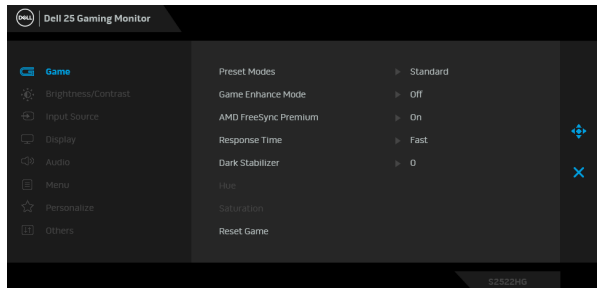 DELL
Dell 25 Gaming Monitor
Game
Brightness/Contrast
Input Source
Display
Audio
Menu
Personalize
Others
Preset Modes Standard
Game Enhance Mode Off
AMD FreeSync Premium On
Response Time Fast
Dark Stabilizer 0
Hue
Saturation
Reset Game
S2522HG